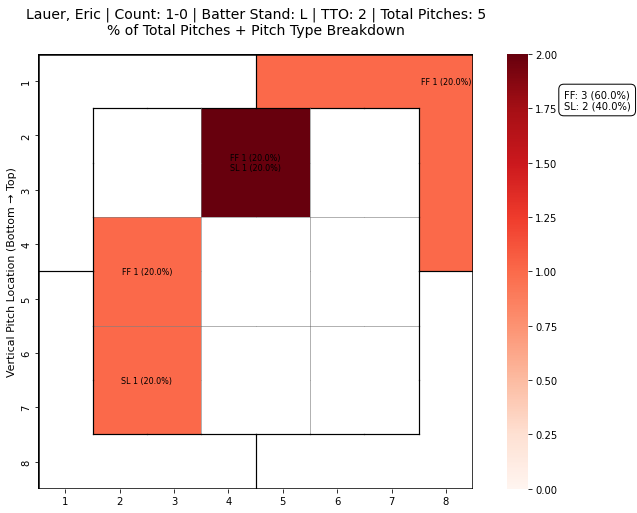 Lauer, Eric | Count: 1-0 | Batter Stand: L | TTO: 2 | Total Pitches: 5
% of Total Pitches + Pitch Type Breakdown
FF 1 (20.0%)
FF: 3 (60.0%)
SL: 2 (40.0%)
FF 1 (20.0%)
SL 1 (20.0%)
FF 1 (20.0%)
SL 1 (20.0%)
Vertical Pitch Location (Bottom → Top)
1
2
3
4
5
6
7
8
1 2 3 4 5 6 7 8
2.00
1.75
1.50
1.25
1.00
0.75
0.50
0.25
0.00